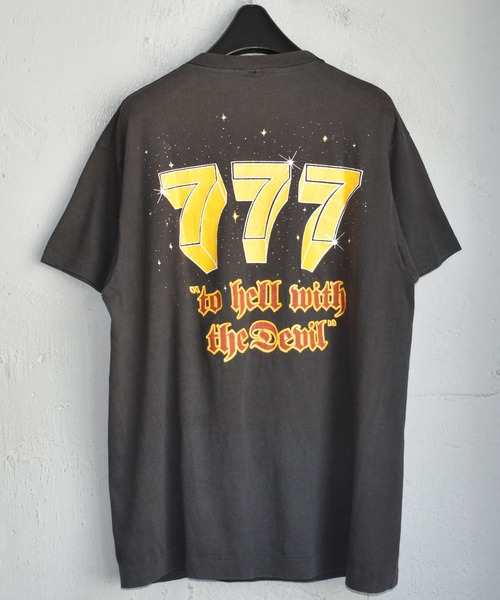 777
"to hell with
the Devil"